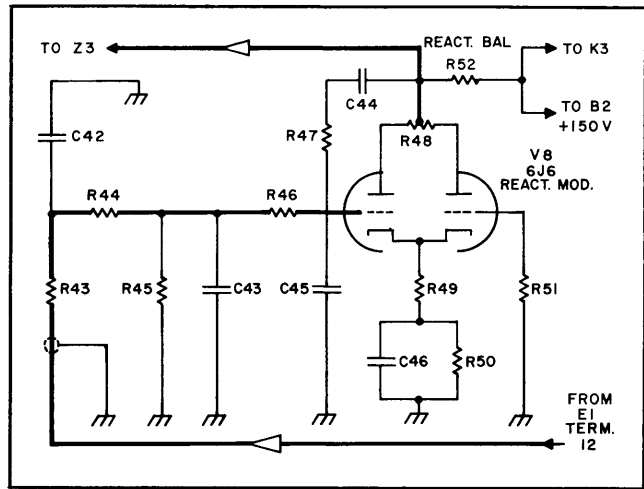 TO Z3
REACT. BAL
R52
TO K3
TO B2
+150V
C44
R47
R48
C42
V8
6J6
REACT. MOD.
R44
R46
R43
R45
C43
C45
R49
R51
C46
R50
FROM
E1
TERM.
12